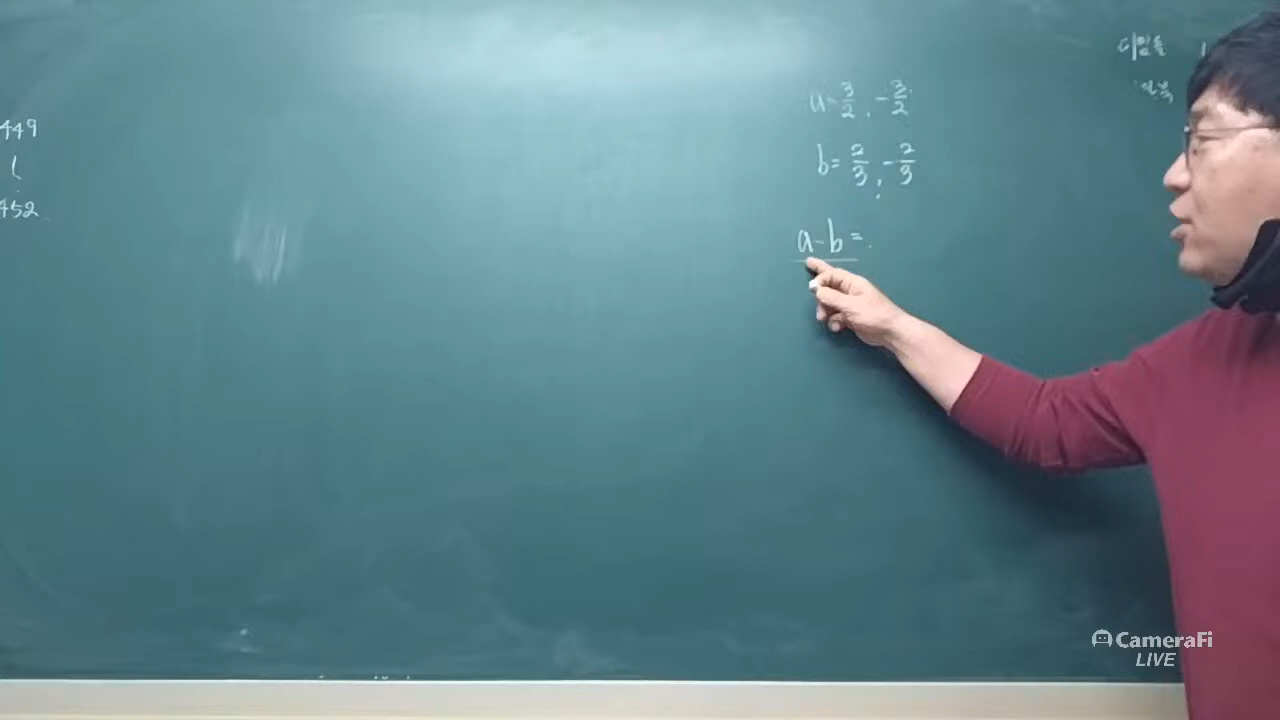 449
(
452
a=3/2, -3/2
b=2/3, -2/3
a-b=
CameraFi
LIVE